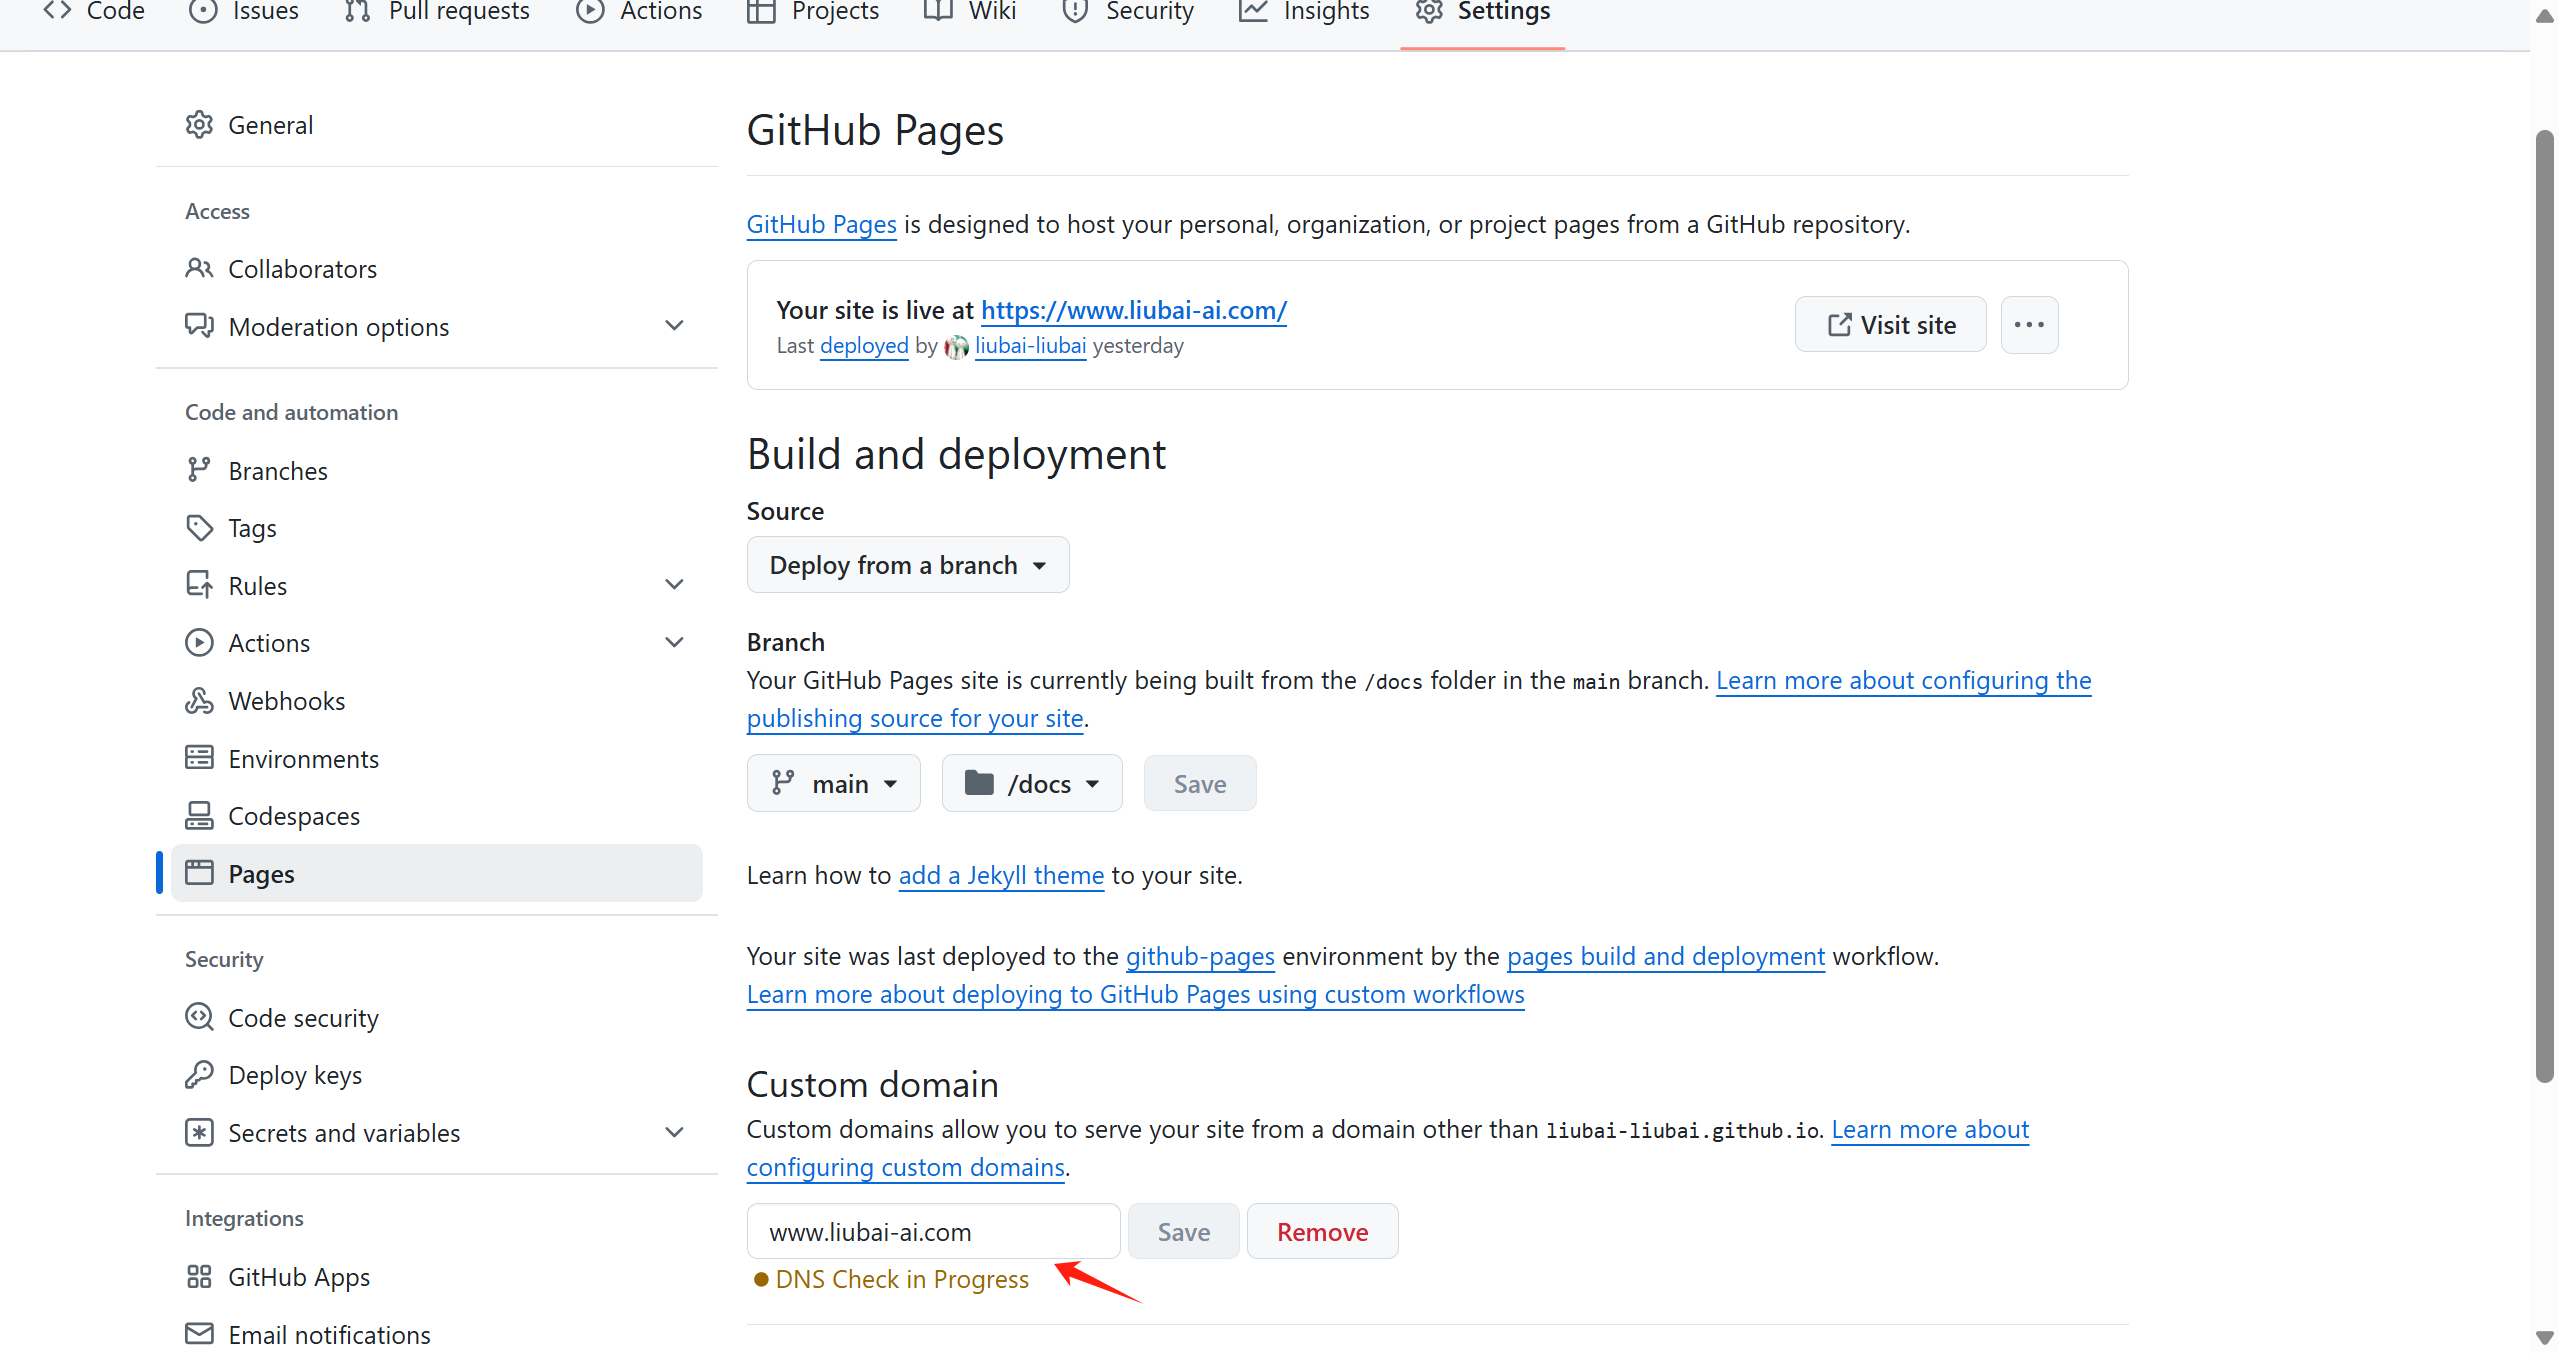 Code Issues Pull requests Actions Projects Wiki Security Insights Settings
General
Access
Collaborators
Moderation options
Code and automation
Branches
Tags
Rules
Actions
Webhooks
Environments
Codespaces
Pages
Security
Code security
Deploy keys
Secrets and variables
Integrations
GitHub Apps
Email notifications
GitHub Pages
GitHub Pages is designed to host your personal, organization, or project pages from a GitHub repository.
Your site is live at https://www.liubai-ai.com/
Last deployed by liubai-liubai yesterday
Visit site
Build and deployment
Source
Deploy from a branch
Branch
Your GitHub Pages site is currently being built from the /docs folder in the main branch. Learn more about configuring the
publishing source for your site.
main /docs Save
Learn how to add a Jekyll theme to your site.
Your site was last deployed to the github-pages environment by the pages build and deployment workflow.
Learn more about deploying to GitHub Pages using custom workflows
Custom domain
Custom domains allow you to serve your site from a domain other than liubai-liubai.github.io. Learn more about
configuring custom domains.
www.liubai-ai.com Save Remove
DNS Check in Progress